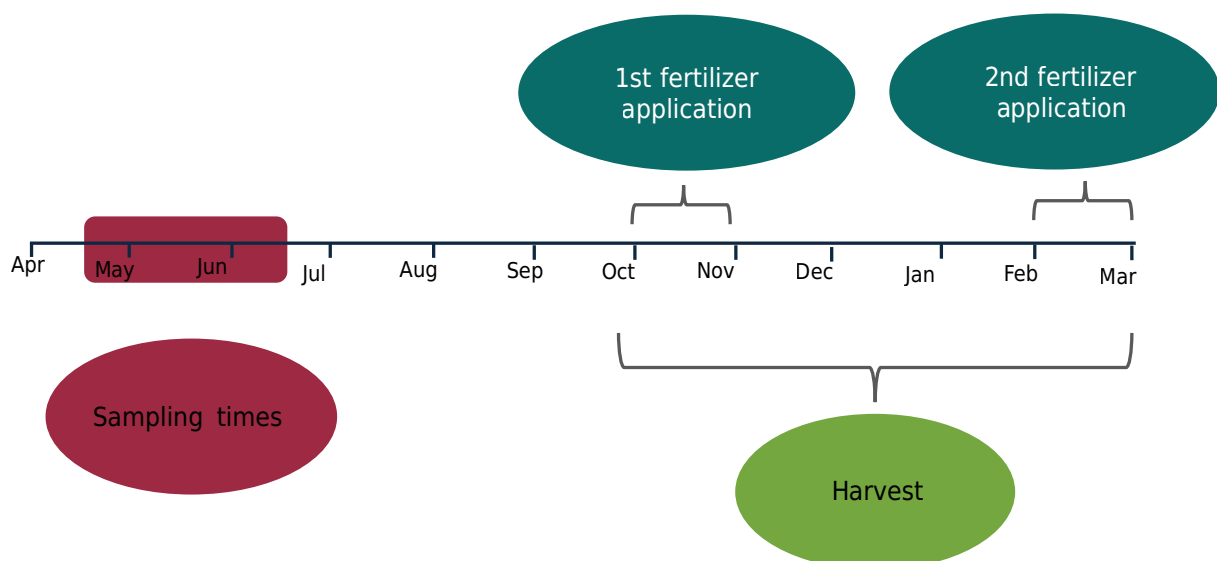 1st fertilizer
application
2nd fertilizer
application
Apr
May
Jun
Jul
Aug
Sep
Oct
Nov
Dec
Jan
Feb
Mar
Sampling times
Harvest